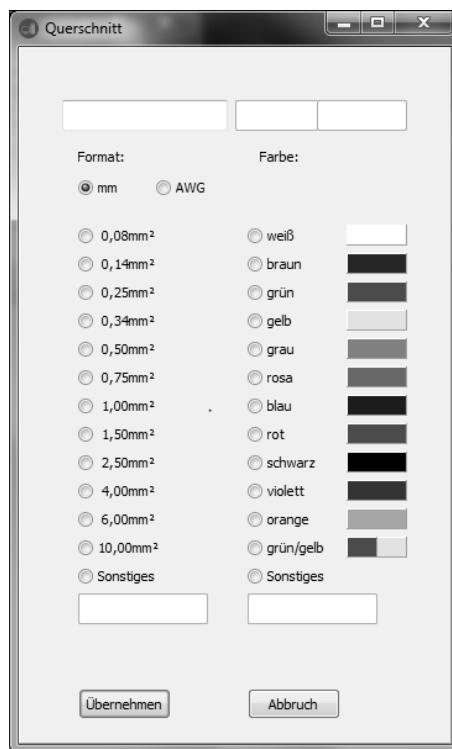 Querschnitt
Format: Farbe:
mm AWG
0,08mm² weiß
0,14mm² braun
0,25mm² grün
0,34mm² gelb
0,50mm² grau
0,75mm² rosa
1,00mm² blau
1,50mm² rot
2,50mm² schwarz
4,00mm² violett
6,00mm² orange
10,00mm² grün/gelb
Sonstiges Sonstiges
Übernehmen Abbruch